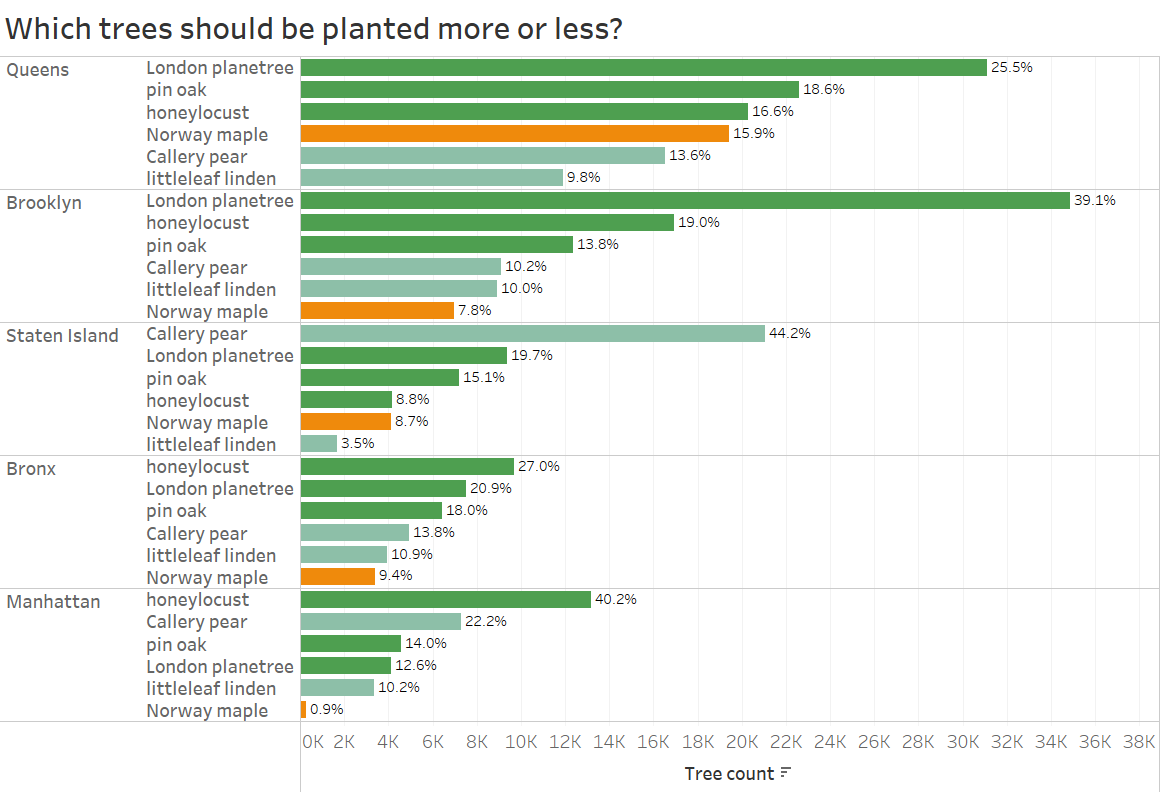 Which trees should be planted more or less?
Queens London planetree 25.5%
pin oak 18.6%
honeylocust 16.6%
Norway maple 15.9%
Callery pear 13.6%
littleleaf linden 9.8%
Brooklyn London planetree 39.1%
honeylocust 19.0%
pin oak 13.8%
Callery pear 10.2%
littleleaf linden 10.0%
Norway maple 7.8%
Staten Island Callery pear 44.2%
London planetree 19.7%
pin oak 15.1%
honeylocust 8.8%
Norway maple 8.7%
littleleaf linden 3.5%
Bronx honeylocust 27.0%
London planetree 20.9%
pin oak 18.0%
Callery pear 13.8%
littleleaf linden 10.9%
Norway maple 9.4%
Manhattan honeylocust 40.2%
Callery pear 22.2%
pin oak 14.0%
London planetree 12.6%
littleleaf linden 10.2%
Norway maple 0.9%
0K 2K 4K 6K 8K 10K 12K 14K 16K 18K 20K 22K 24K 26K 28K 30K 32K 34K 36K 38K
Tree count